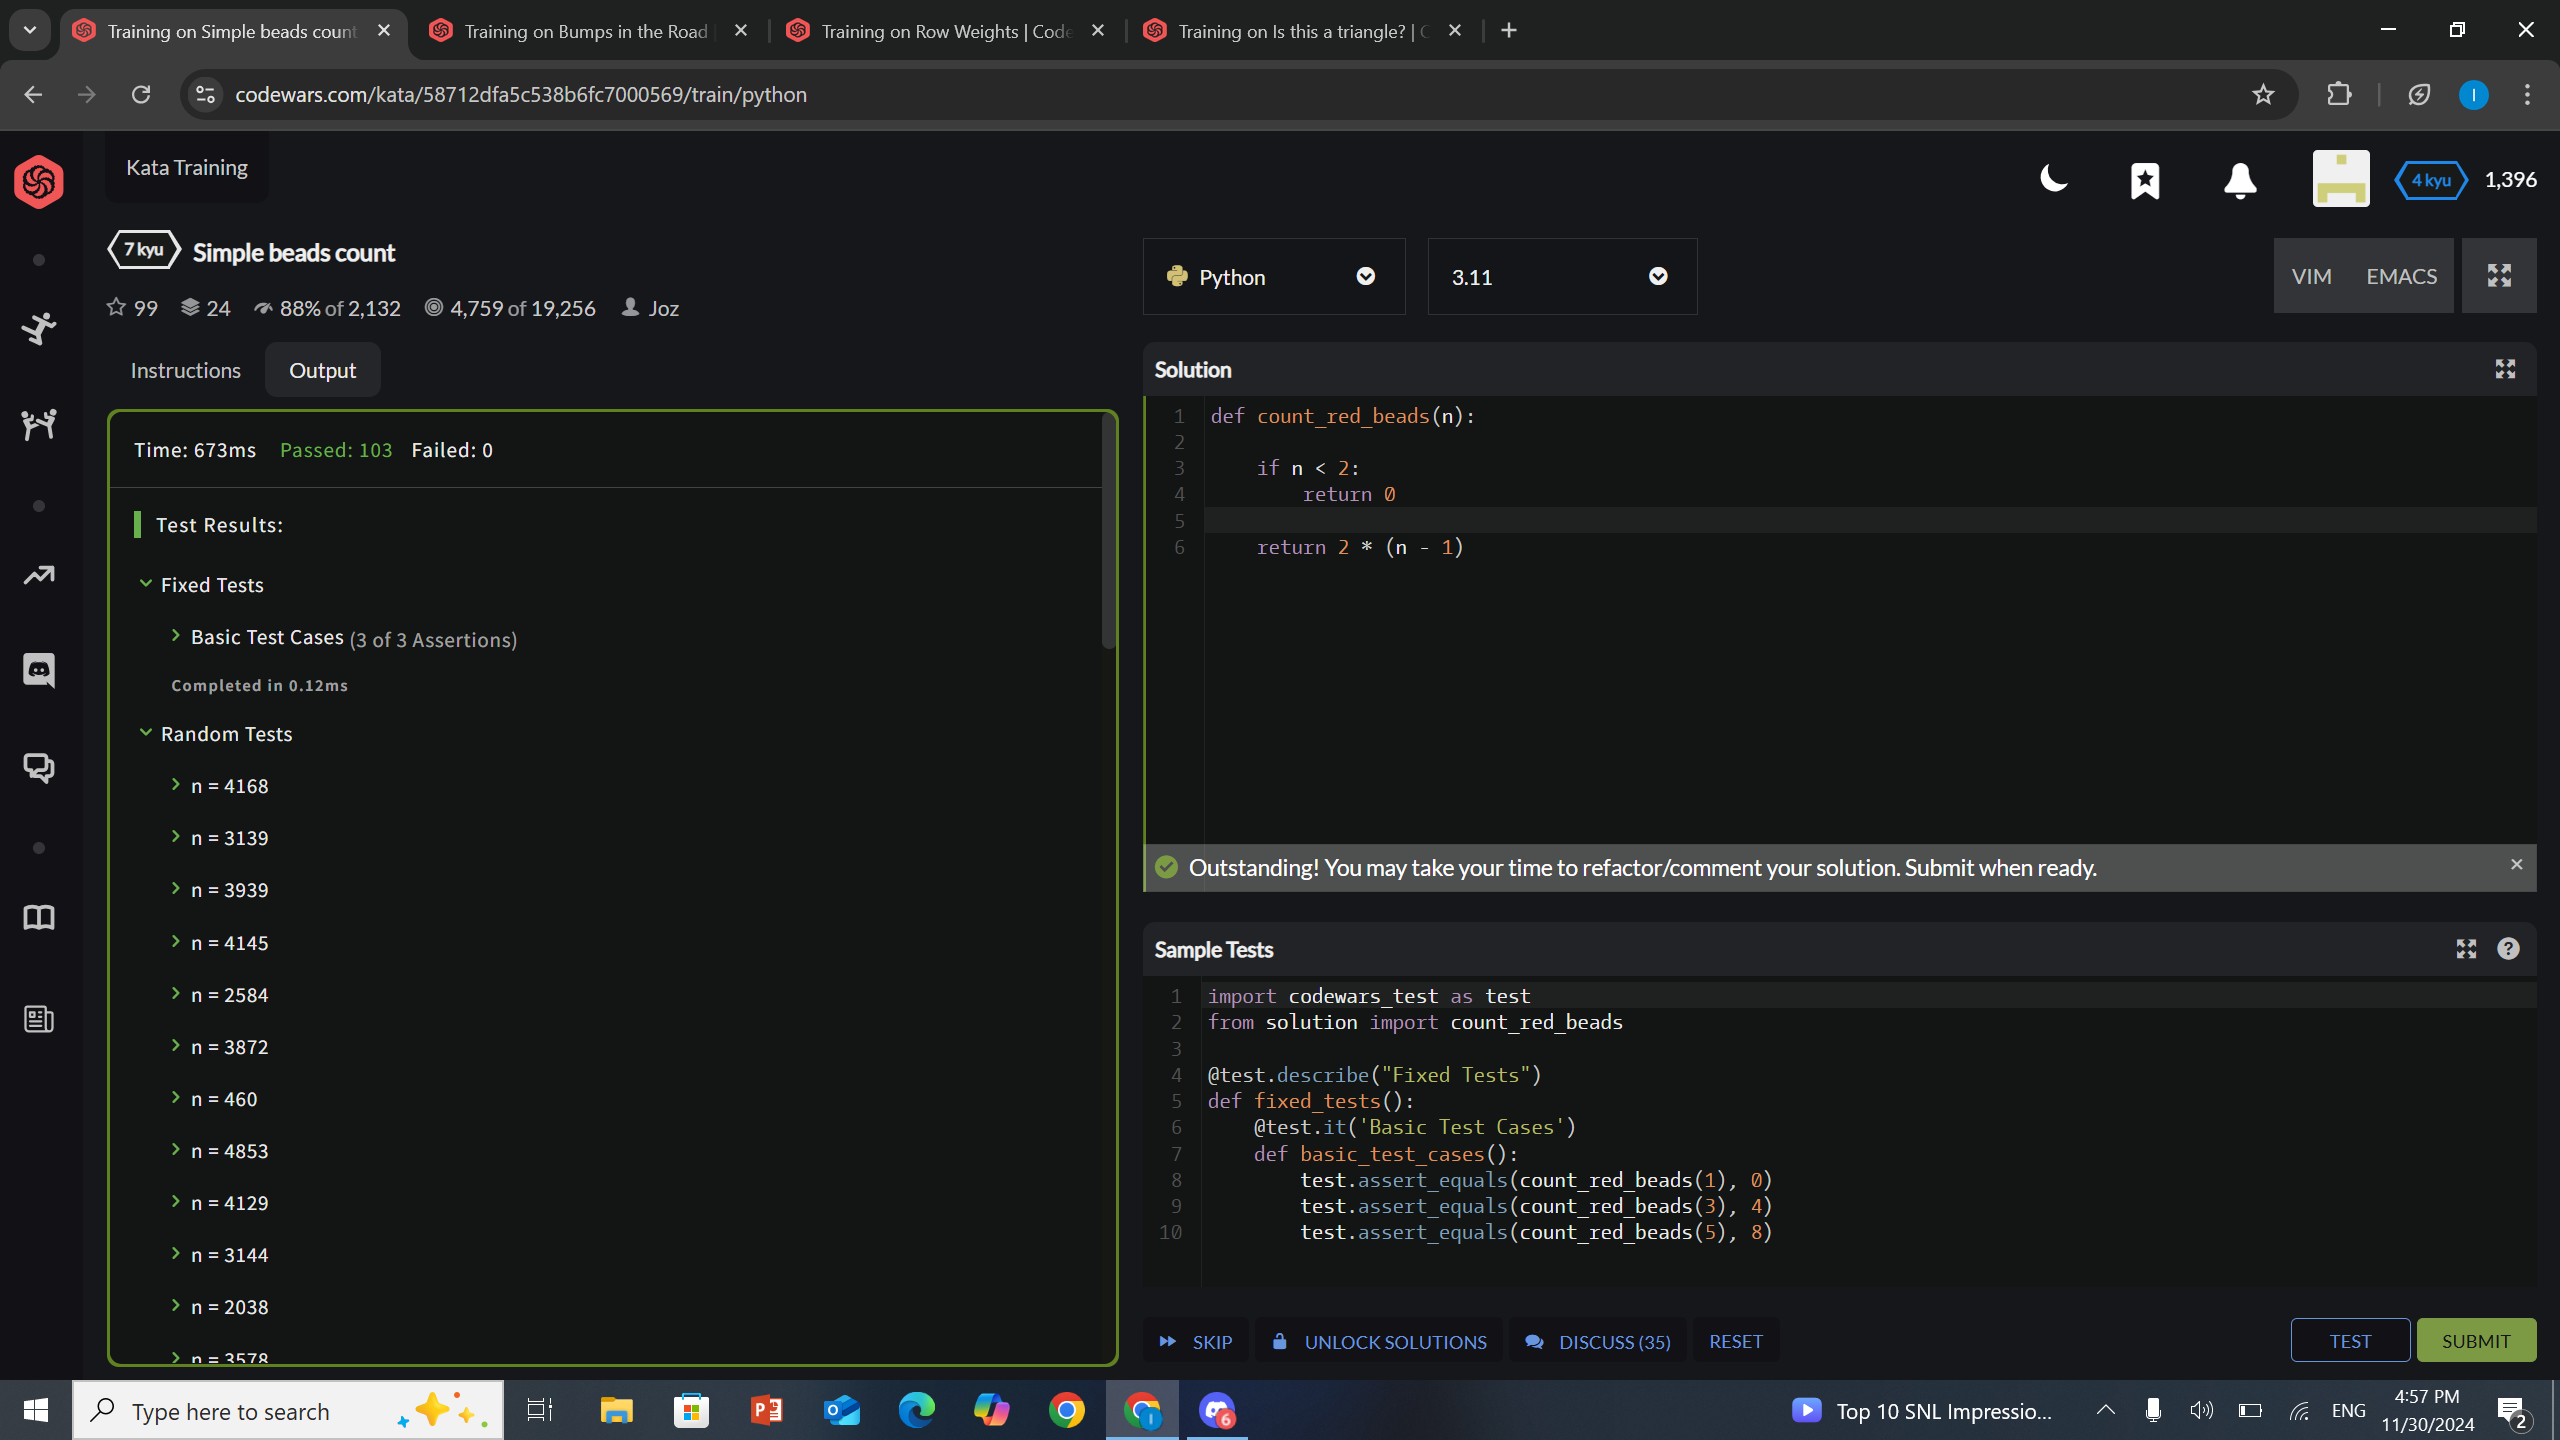 Training on Simple beads count
Training on Bumps in the Road
Training on Row Weights | Code
Training on Is this a triangle? | C
codewars.com/kata/58712dfa5c538b6fc7000569/train/python
I
Kata Training
4 kyu
1,396
7 kyu
Simple beads count
99
24
88% of 2,132
4,759 of 19,256
Joz
Instructions
Output
Time: 673ms Passed: 103 Failed: 0
Test Results:
Fixed Tests
Basic Test Cases (3 of 3 Assertions)
Completed in 0.12ms
Random Tests
n = 4168
n = 3139
n = 3939
n = 4145
n = 2584
n = 3872
n = 460
n = 4853
n = 4129
n = 3144
n = 2038
n = 3578
Python
3.11
VIM
EMACS
Solution
1 def count_red_beads(n):
2
3 if n < 2:
4 return 0
5
6 return 2 * (n - 1)
Outstanding! You may take your time to refactor/comment your solution. Submit when ready.
Sample Tests
1 import codewars_test as test
2 from solution import count_red_beads
3
4 @test.describe("Fixed Tests")
5 def fixed_tests():
6 @test.it('Basic Test Cases')
7 def basic_test_cases():
8 test.assert_equals(count_red_beads(1), 0)
9 test.assert_equals(count_red_beads(3), 4)
10 test.assert_equals(count_red_beads(5), 8)
SKIP
UNLOCK SOLUTIONS
DISCUSS (35)
RESET
TEST
SUBMIT
Type here to search
6
Top 10 SNL Impressio...
ENG
4:57 PM
11/30/2024
2